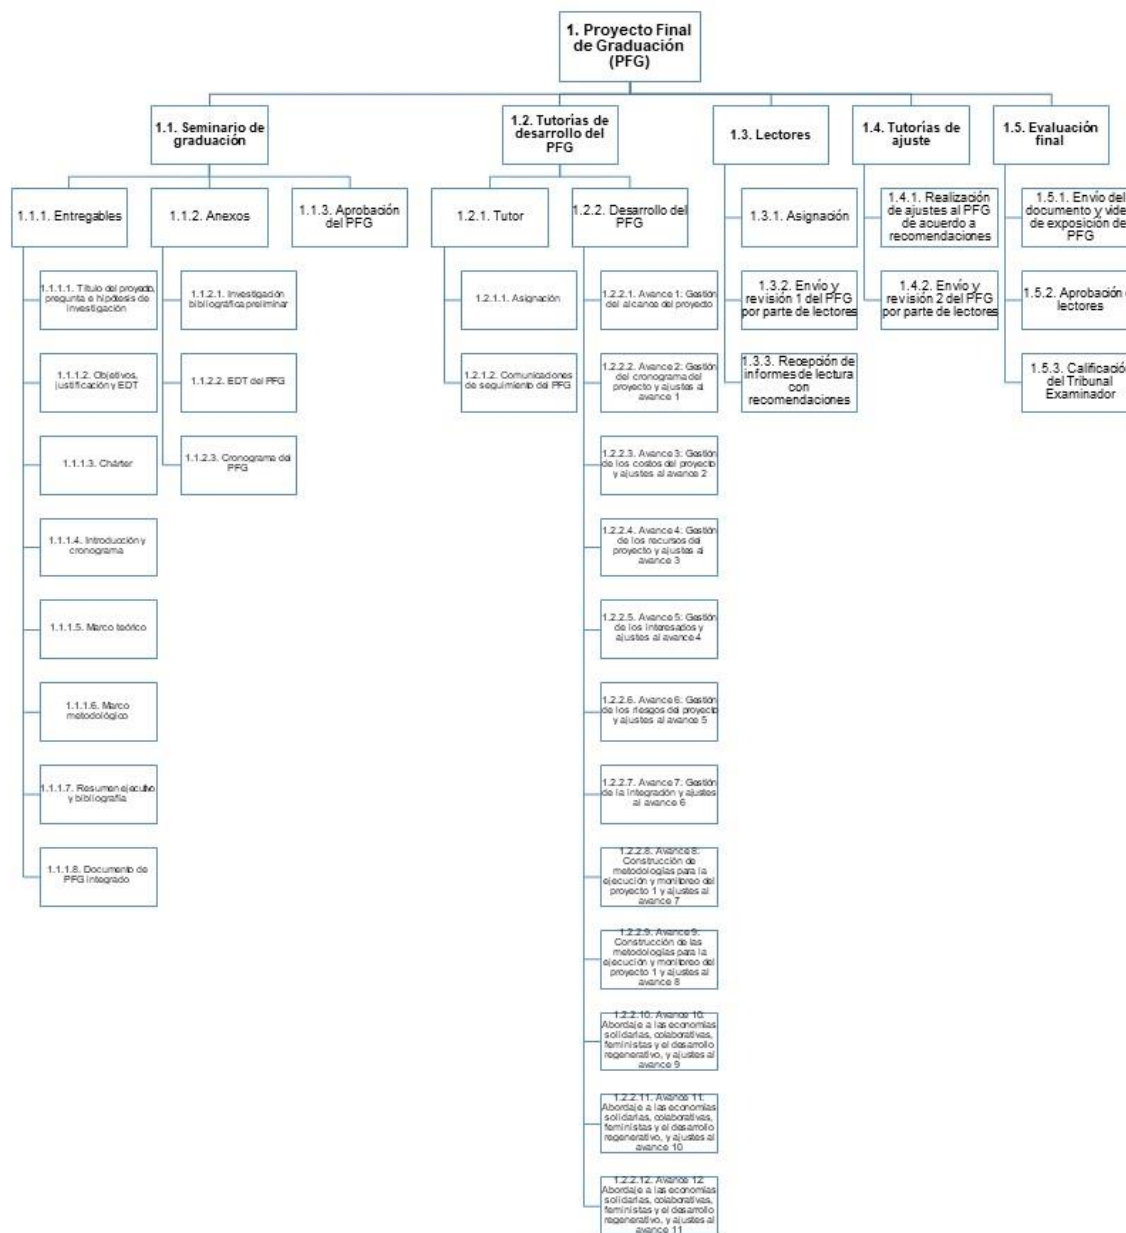 1. Proyecto Final
de Graduación
(PFG)
1.1. Seminario de
graduación
1.2. Tutorías de
desarrollo del
PFG
1.3. Lectores
1.4. Tutorías de
ajuste
1.5. Evaluación
final
1.1.1. Entregables
1.1.2. Anexos
1.1.3. Aprobación
del PFG
1.2.1. Tutor
1.2.2. Desarrollo del
PFG
1.3.1. Asignación
1.4.1. Realización
de ajustes al PFG
de acuerdo a
recomendaciones
1.5.1. Envío del
documento y vide
de exposición de
PFG
1.1.1.1. Título del proyecto,
pregunta e hipótesis de
investigación
1.1.2.1. Investigación
bibliográfica preliminar
1.2.1.1. Asignación
1.2.2.1. Avance 1: Gestión
del alcance del proyecto
1.3.2. Envío y
revisión 1 del PFG
por parte de lectores
1.4.2. Envío y
revisión 2 del PFG
por parte de lectores
1.5.2. Aprobación
lectores
1.1.1.2. Objetivos,
justificación y EDT
1.1.2.2. EDT del PFG
1.2.1.2. Comunicaciones
de seguimiento del PFG
1.2.2.2. Avance 2: Gestión
del cronograma del
proyecto y ajustes al
avance 1
1.3.3. Recepción de
informes de lectura con
recomendaciones
1.5.3. Calificación
del Tribunal
Examinador
1.1.1.3. Chárter
1.1.2.3. Cronograma del
PFG
1.2.2.3. Avance 3: Gestión
de los costos del proyecto
y ajustes al avance 2
1.1.1.4. Introducción y
cronograma
1.2.2.4. Avance 4: Gestión
de los recursos del
proyecto y ajustes al
avance 3
1.1.1.5. Marco teórico
1.2.2.5. Avance 5: Gestión
de los interesados y
ajustes al avance 4
1.1.1.6. Marco
metodológico
1.2.2.6. Avance 6: Gestión
de los riesgos del proyecto
y ajustes al avance 5
1.1.1.7. Resumen ejecutivo
y bibliografía
1.2.2.7. Avance 7: Gestión
de la integración y ajustes
al avance 6
1.1.1.8. Documento de
PFG integrado
1.2.2.8. Avance 8:
Construcción de
metodologías para la
ejecución y monitoreo del
proyecto 1 y ajustes al
avance 7
1.2.2.9. Avance 9:
Construcción de las
metodologías para la
ejecución y monitoreo del
proyecto 1 y ajustes al
avance 8
1.2.2.10. Avance 10:
Abordaje a las economías
solidarias, colaborativas,
feministas y el desarrollo
regenerativo, y ajustes al
avance 9
1.2.2.11. Avance 11:
Abordaje a las economías
solidarias, colaborativas,
feministas y el desarrollo
regenerativo, y ajustes al
avance 10
1.2.2.12. Avance 12:
Abordaje a las economías
solidarias, colaborativas,
feministas y el desarrollo
regenerativo, y ajustes al
avance 11